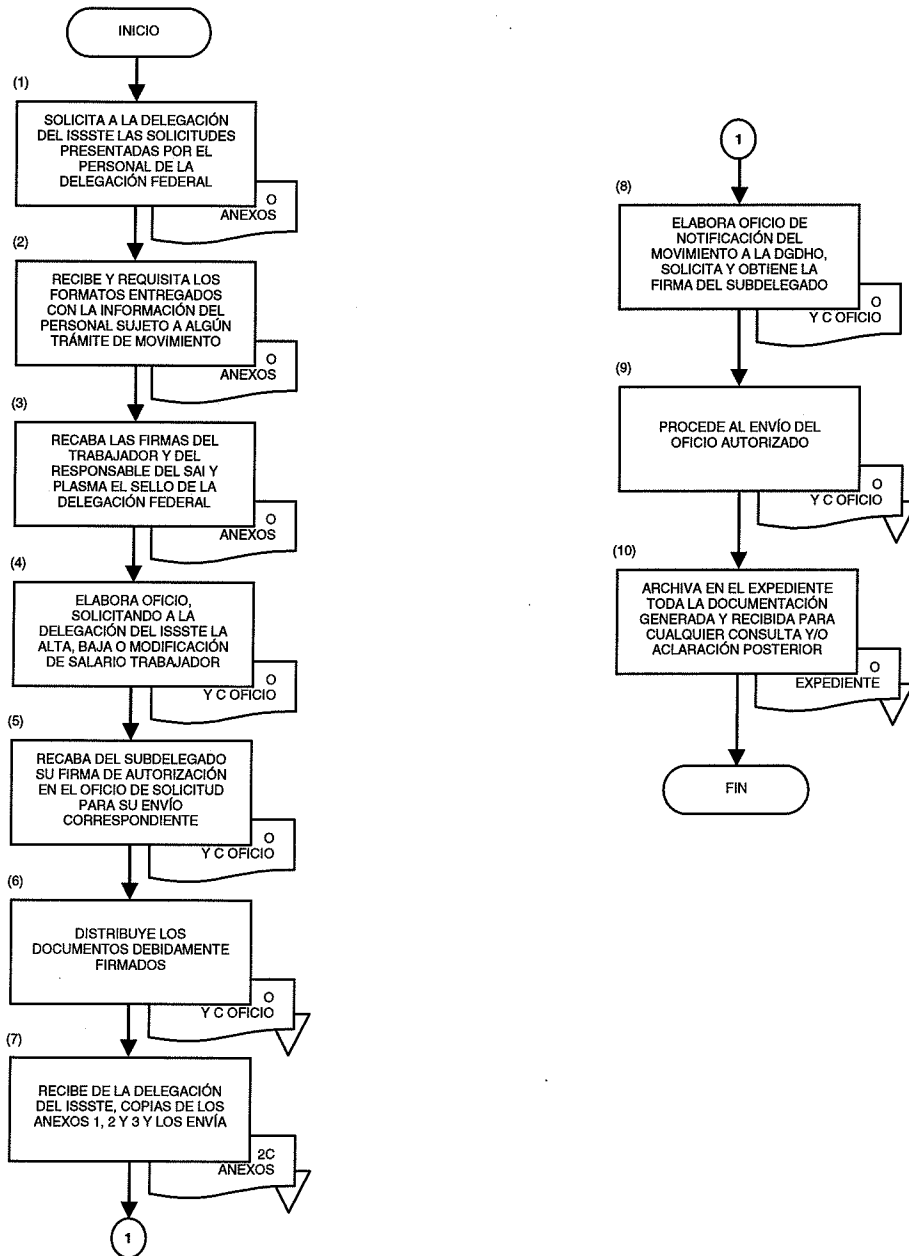 INICIO
(1)
SOLICITA A LA DELEGACIÓN
DEL ISSSTE LAS SOLICITUDES
PRESENTADAS POR EL
PERSONAL DE LA
DELEGACIÓN FEDERAL
O
ANEXOS
(2)
RECIBE Y REQUISITA LOS
FORMATOS ENTREGADOS
CON LA INFORMACIÓN DEL
PERSONAL SUJETO A ALGÚN
TRÁMITE DE MOVIMIENTO
O
ANEXOS
(3)
RECABA LAS FIRMAS DEL
TRABAJADOR Y DEL
RESPONSABLE DEL SAI Y
PLASMA EL SELLO DE LA
DELEGACIÓN FEDERAL
O
ANEXOS
(4)
ELABORA OFICIO,
SOLICITANDO A LA
DELEGACIÓN DEL ISSSTE LA
ALTA, BAJA O MODIFICACIÓN
DE SALARIO TRABAJADOR
O
Y C OFICIO
(5)
RECABA DEL SUBDELEGADO
SU FIRMA DE AUTORIZACIÓN
EN EL OFICIO DE SOLICITUD
PARA SU ENVÍO
CORRESPONDIENTE
O
Y C OFICIO
(6)
DISTRIBUYE LOS
DOCUMENTOS DEBIDAMENTE
FIRMADOS
O
Y C OFICIO
(7)
RECIBE DE LA DELEGACIÓN
DEL ISSSTE, COPIAS DE LOS
ANEXOS 1, 2 Y 3 Y LOS ENVÍA
2C
ANEXOS
1
1
(8)
ELABORA OFICIO DE
NOTIFICACIÓN DEL
MOVIMIENTO A LA DGDHO,
SOLICITA Y OBTIENE LA
FIRMA DEL SUBDELEGADO
O
Y C OFICIO
(9)
PROCEDE AL ENVÍO DEL
OFICIO AUTORIZADO
O
Y C OFICIO
(10)
ARCHIVA EN EL EXPEDIENTE
TODA LA DOCUMENTACIÓN
GENERADA Y RECIBIDA PARA
CUALQUIER CONSULTA Y/O
ACLARACIÓN POSTERIOR
O
EXPEDIENTE
FIN